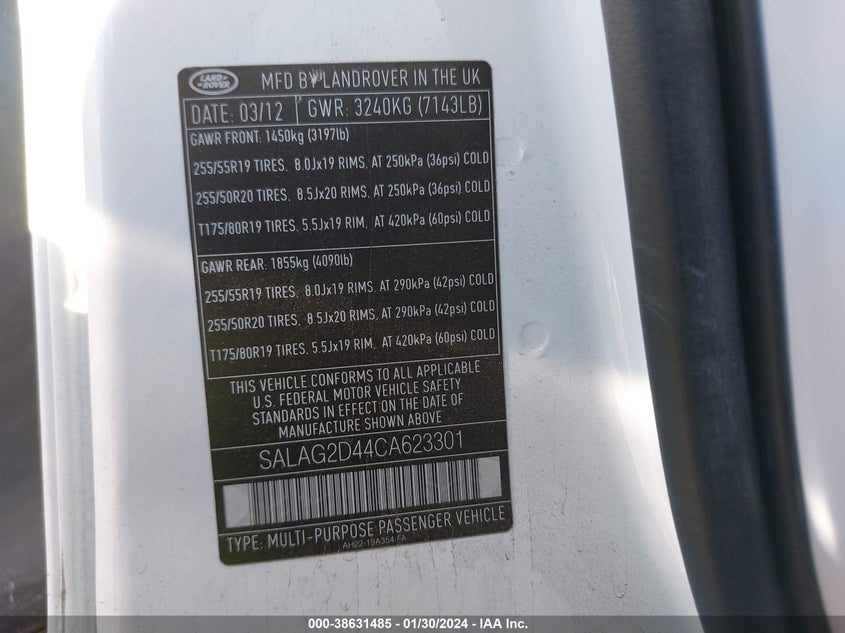 LAND ROVER
MFD BY LANDROVER IN THE UK
DATE: 03/12 GWR: 3240KG (7143LB)
GAWR FRONT: 1450kg (3197lb)
255/55R19 TIRES, 8.0Jx19 RIMS, AT 250kPa (36psi) COLD
255/50R20 TIRES, 8.5Jx20 RIMS, AT 250kPa (36psi) COLD
T175/80R19 TIRES, 5.5Jx19 RIM, AT 420kPa (60psi) COLD
GAWR REAR: 1855kg (4090lb)
255/55R19 TIRES, 8.0Jx19 RIMS, AT 290kPa (42psi) COLD
255/50R20 TIRES, 8.5Jx20 RIMS, AT 290kPa (42psi) COLD
T175/80R19 TIRES, 5.5Jx19 RIM, AT 420kPa (60psi) COLD
THIS VEHICLE CONFORMS TO ALL APPLICABLE
U.S. FEDERAL MOTOR VEHICLE SAFETY
STANDARDS IN EFFECT ON THE DATE OF
MANUFACTURE SHOWN ABOVE
SALAG2D44CA623301
TYPE: MULTI-PURPOSE PASSENGER VEHICLE
AH22-19A354-FA
000-38631485 - 01/30/2024 - IAA Inc.